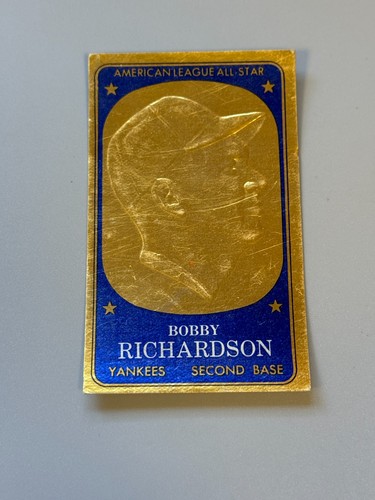 AMERICAN LEAGUE ALL-STAR
BOBBY
RICHARDSON
YANKEES SECOND BASE